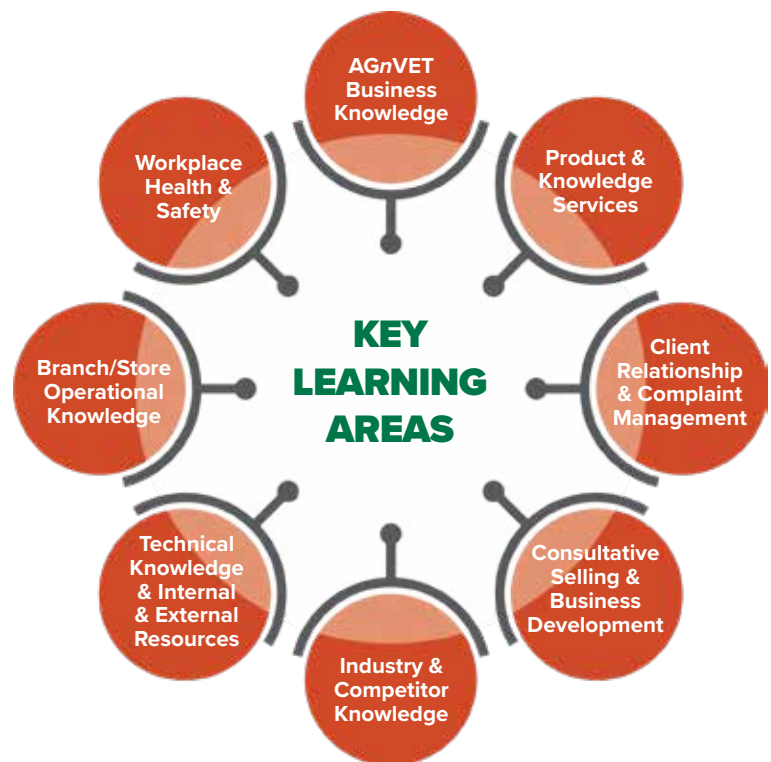 AGnVET
Business
Knowledge
Product &
Knowledge
Services
Client
Relationship
& Complaint
Management
Consultative
Selling &
Business
Development
Industry &
Competitor
Knowledge
Technical
Knowledge
& Internal
& External
Resources
Branch/Store
Operational
Knowledge
Workplace
Health &
Safety
KEY
LEARNING
AREAS